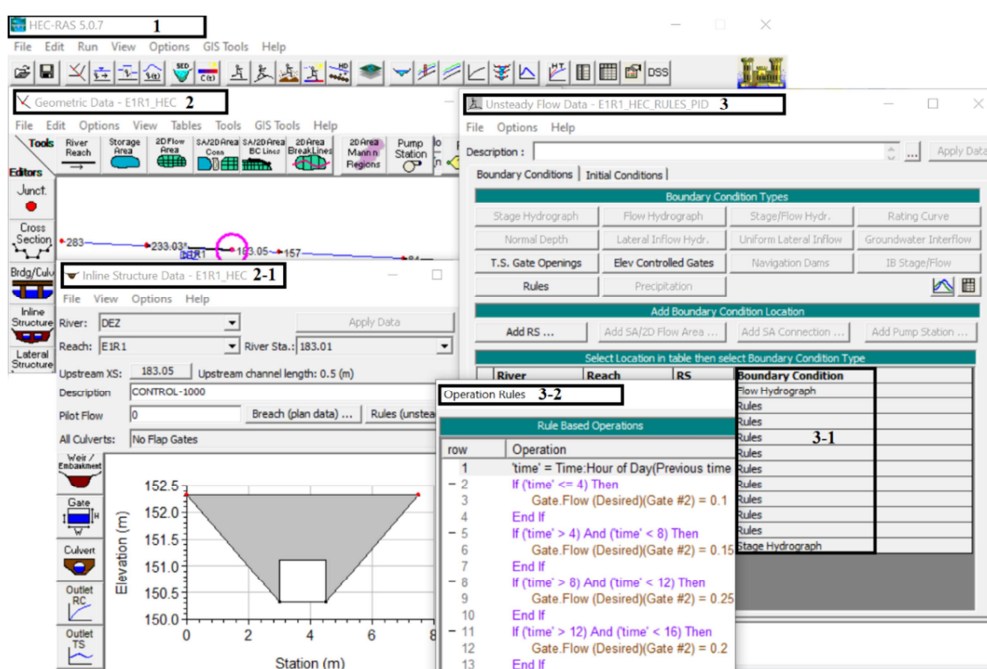 HEC-RAS 5.0.7 1
File Edit Run View Options GIS Tools Help
DSS
Geometric Data - E1R1_HEC 2
File Edit Options View Tables Tools GIS Tools Help
Tools River Reach Storage Area 2D Flow Area SA/2D Area Conn SA/2D Area BC Lines 2D Area BreakLines 2D Area Mann n Regions Pump Station
Editors
Junct.
Cross Section
Brdg/Culv
Inline Structure
Lateral Structure
283 233.03* 183.05 157
Inline Structure Data - E1R1_HEC 2-1
File View Options Help
River: DEZ Apply Data
Reach: E1R1 River Sta.: 183.01
Upstream XS: 183.05 Upstream channel length: 0.5 (m)
Description CONTROL-1000
Pilot Flow 0 Breach (plan data) ... Rules (unstea
All Culverts: No Flap Gates
Weir / Embankment
Gate
Culvert
Outlet RC
Outlet TS
Elevation (m)
152.5
152.0
151.5
151.0
150.5
150.0
0 2 4 6 8
Station (m)
Unsteady Flow Data - E1R1_HEC_RULES_PID 3
File Options Help
Description : ... Apply Data
Boundary Conditions Initial Conditions
Boundary Condition Types
Stage Hydrograph Flow Hydrograph Stage/Flow Hydr. Rating Curve
Normal Depth Lateral Inflow Hydr. Uniform Lateral Inflow Groundwater Interflow
T.S. Gate Openings Elev Controlled Gates Navigation Dams IB Stage/Flow
Rules Precipitation
Add Boundary Condition Location
Add RS ... Add SA/2D Flow Area ... Add SA Connection ... Add Pump Station ...
Select Location in table then select Boundary Condition Type
River Reach RS Boundary Condition
Flow Hydrograph
Rules
Rules
Rules 3-1
Rules
Rules
Rules
Rules
Rules
Rules
Stage Hydrograph
Operation Rules 3-2
Rule Based Operations
row Operation
1 'time' = Time:Hour of Day(Previous time
2 If ('time' <= 4) Then
3 Gate.Flow (Desired)(Gate #2) = 0.1
4 End If
5 If ('time' > 4) And ('time' < 8) Then
6 Gate.Flow (Desired)(Gate #2) = 0.15
7 End If
8 If ('time' > 8) And ('time' < 12) Then
9 Gate.Flow (Desired)(Gate #2) = 0.25
10 End If
11 If ('time' > 12) And ('time' < 16) Then
12 Gate.Flow (Desired)(Gate #2) = 0.2
13 End If